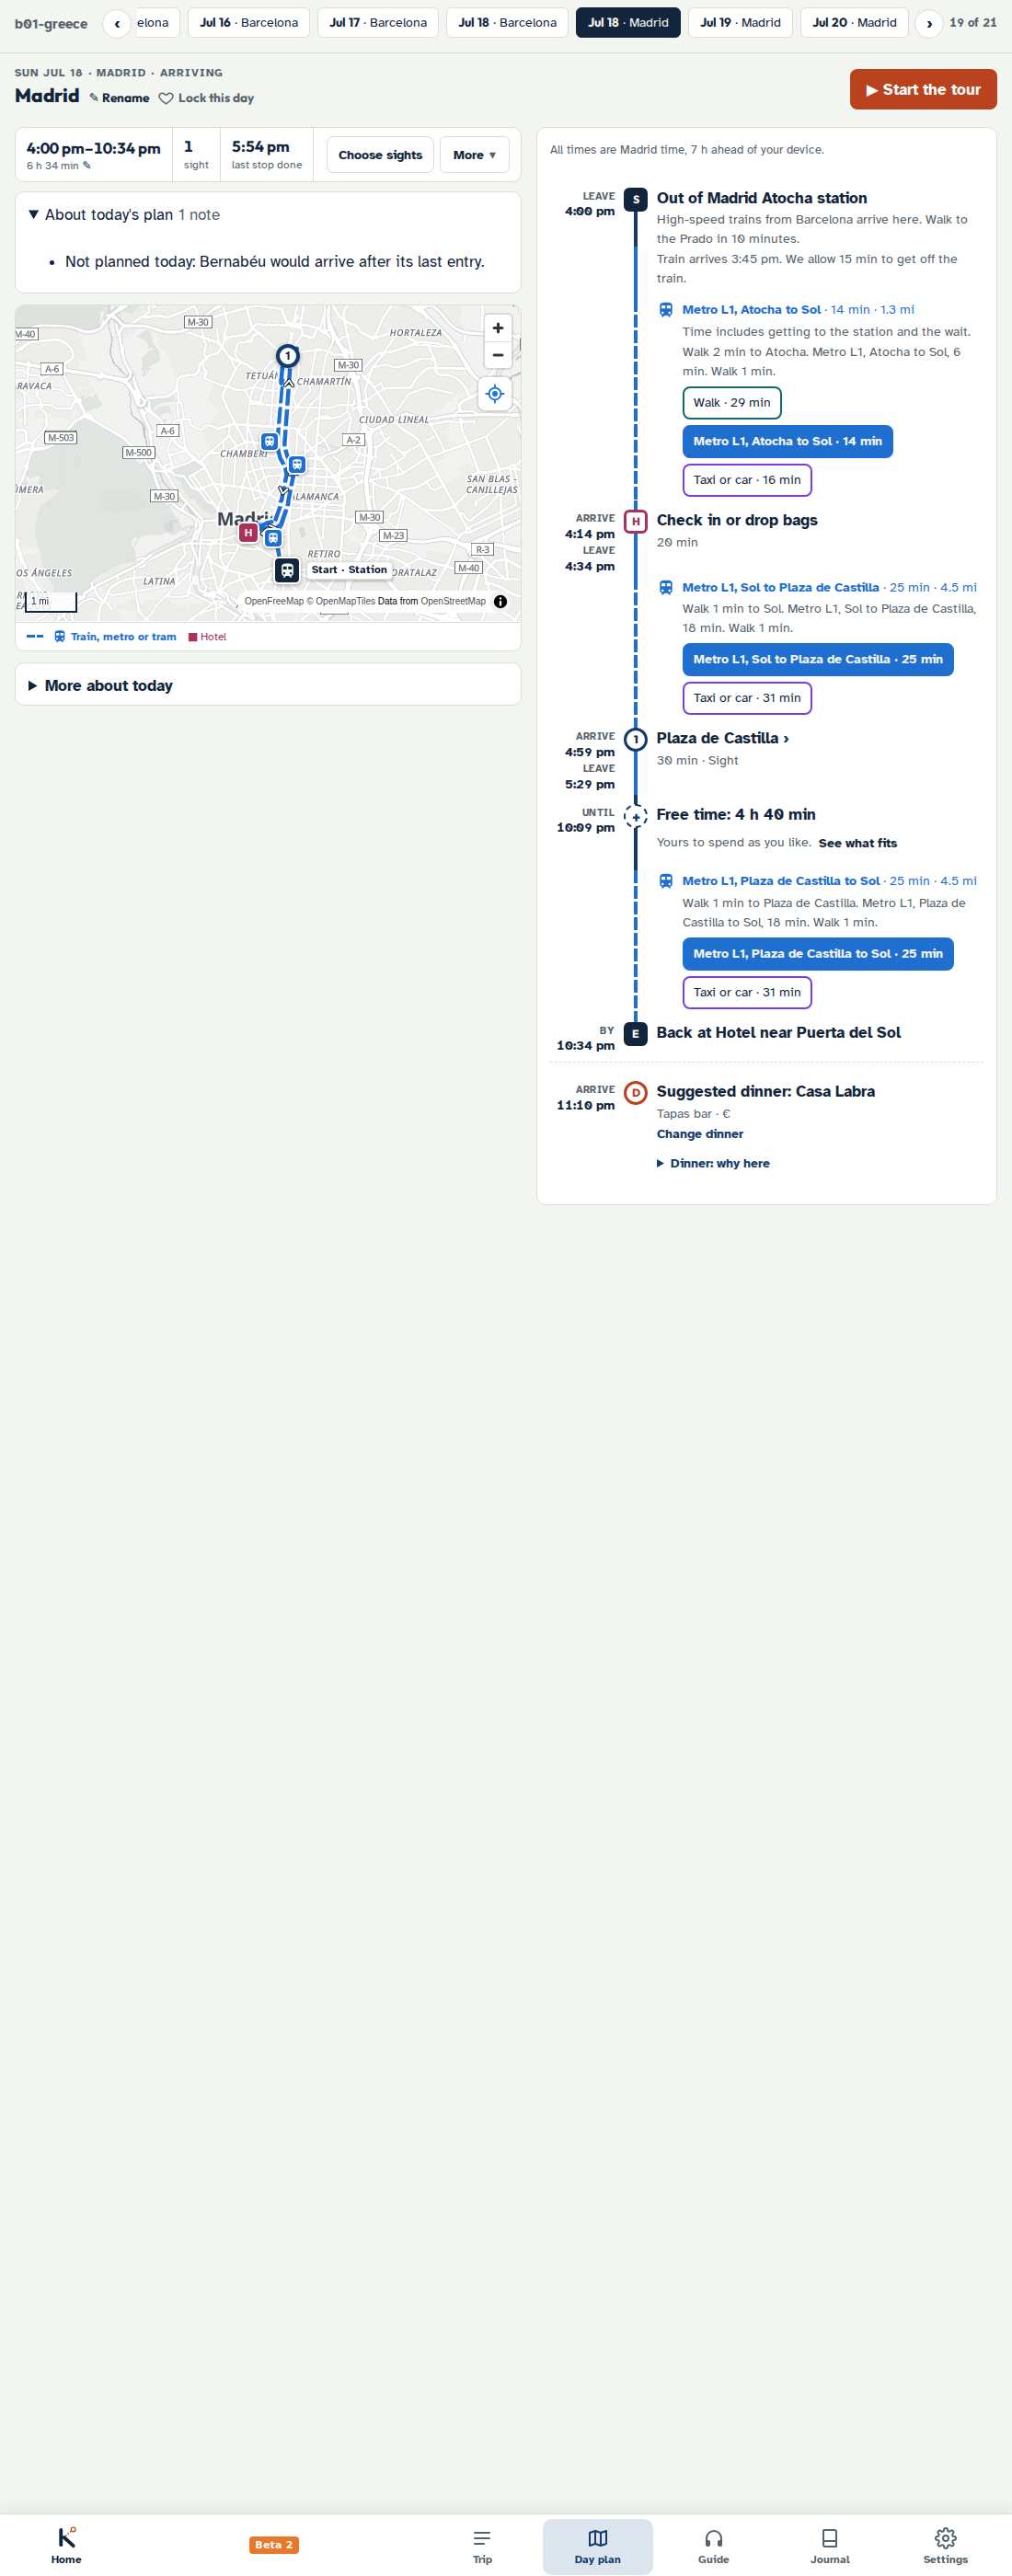 b01-greece
‹
elona
Jul 16 · Barcelona
Jul 17 · Barcelona
Jul 18 · Barcelona
Jul 18 · Madrid
Jul 19 · Madrid
Jul 20 · Madrid
›
19 of 21
SUN JUL 18 · MADRID · ARRIVING
Madrid ✎ Rename Lock this day
▶ Start the tour
4:00 pm–10:34 pm
6 h 34 min ✎
1
sight
5:54 pm
last stop done
Choose sights
More ▾
▼ About today's plan 1 note
• Not planned today: Bernabéu would arrive after its last entry.
M-30
M-40
HORTALEZA
A-6
RAVACA
TETUÁN
CHAMARTÍN
M-30
CIUDAD LINEAL
A-6
M-503
M-500
CHAMBERÍ
A-2
SAN BLAS -
CANILLEJAS
ÚMERA
M-30
ALAMANCA
Madri
M-30
M-23
H
R-3
RETIRO
M-40
OS ÁNGELES
LATINA
Start · Station
ORATALAZ
1 mi
OpenFreeMap © OpenMapTiles Data from OpenStreetMap
1
+
−
Train, metro or tram
Hotel
▶ More about today
All times are Madrid time, 7 h ahead of your device.
LEAVE
4:00 pm
S
Out of Madrid Atocha station
High-speed trains from Barcelona arrive here. Walk to
the Prado in 10 minutes.
Train arrives 3:45 pm. We allow 15 min to get off the
train.
Metro L1, Atocha to Sol · 14 min · 1.3 mi
Time includes getting to the station and the wait.
Walk 2 min to Atocha. Metro L1, Atocha to Sol, 6
min. Walk 1 min.
Walk · 29 min
Metro L1, Atocha to Sol · 14 min
Taxi or car · 16 min
ARRIVE
4:14 pm
LEAVE
4:34 pm
H
Check in or drop bags
20 min
Metro L1, Sol to Plaza de Castilla · 25 min · 4.5 mi
Walk 1 min to Sol. Metro L1, Sol to Plaza de Castilla,
18 min. Walk 1 min.
Metro L1, Sol to Plaza de Castilla · 25 min
Taxi or car · 31 min
ARRIVE
4:59 pm
LEAVE
5:29 pm
1
Plaza de Castilla ›
30 min · Sight
UNTIL
10:09 pm
+
Free time: 4 h 40 min
Yours to spend as you like. See what fits
Metro L1, Plaza de Castilla to Sol · 25 min · 4.5 mi
Walk 1 min to Plaza de Castilla. Metro L1, Plaza de
Castilla to Sol, 18 min. Walk 1 min.
Metro L1, Plaza de Castilla to Sol · 25 min
Taxi or car · 31 min
BY
10:34 pm
E
Back at Hotel near Puerta del Sol
ARRIVE
11:10 pm
D
Suggested dinner: Casa Labra
Tapas bar · €
Change dinner
▶ Dinner: why here
Home
Beta 2
Trip
Day plan
Guide
Journal
Settings